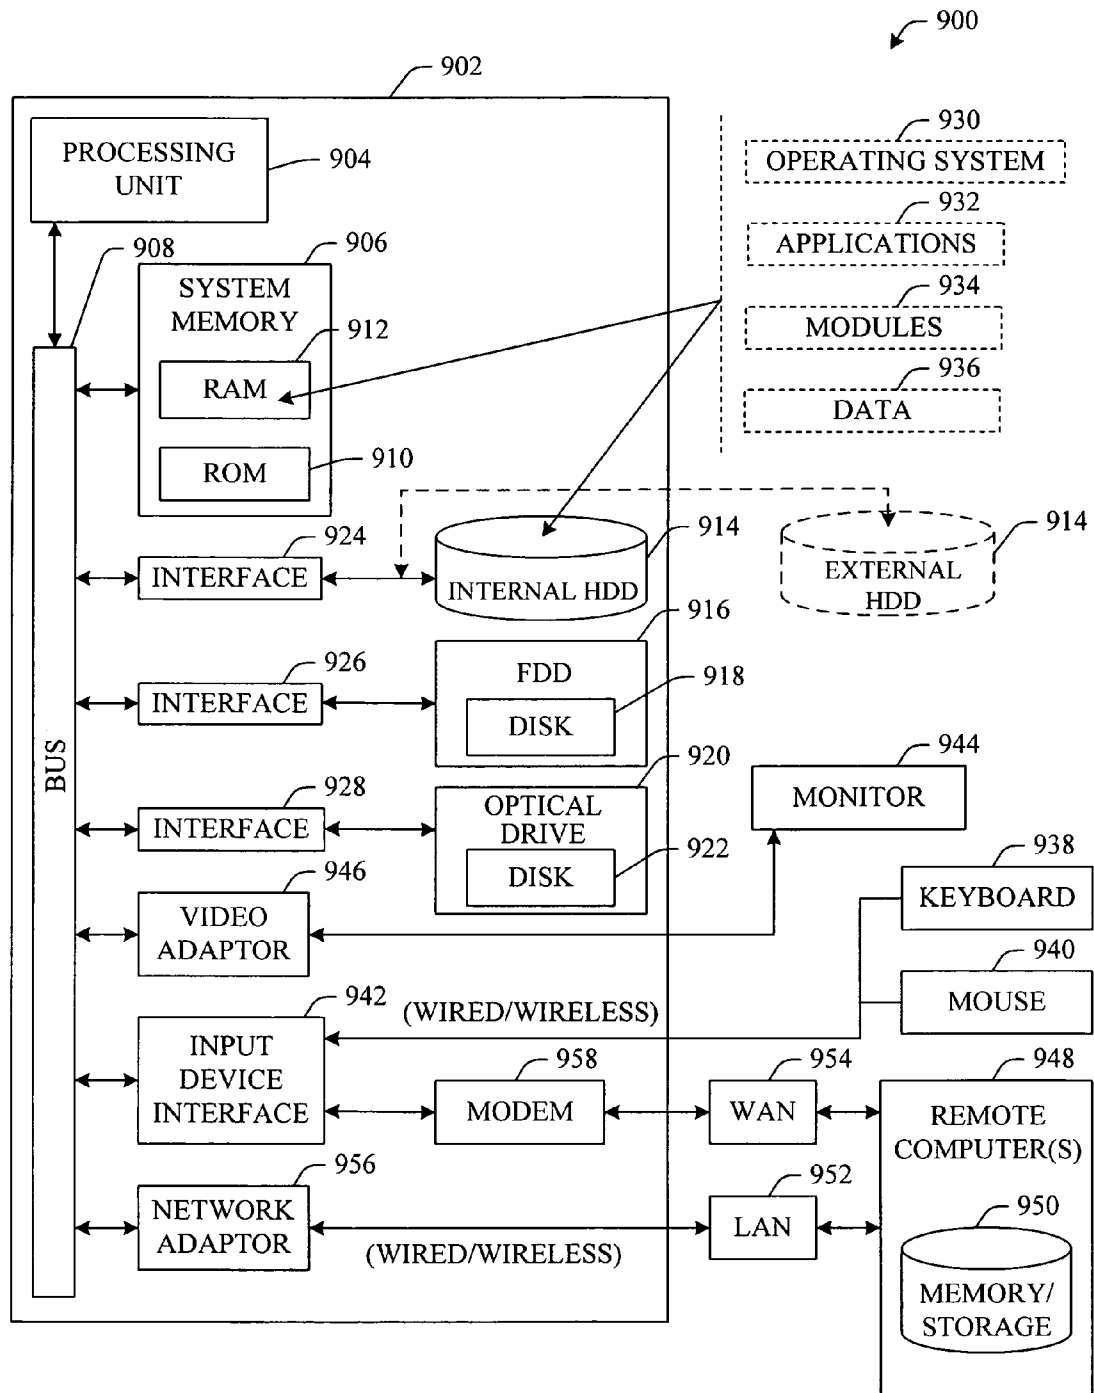 900
902
PROCESSING
UNIT
904
930
OPERATING SYSTEM
932
APPLICATIONS
908
906
SYSTEM
MEMORY
912
RAM
934
MODULES
936
DATA
ROM
910
924
INTERFACE
INTERNAL HDD
914
EXTERNAL
HDD
914
916
926
INTERFACE
FDD
918
DISK
BUS
920
928
INTERFACE
OPTICAL
DRIVE
922
DISK
944
MONITOR
946
VIDEO
ADAPTOR
938
KEYBOARD
940
MOUSE
942
INPUT
DEVICE
INTERFACE
(WIRED/WIRELESS)
958
MODEM
954
WAN
948
REMOTE
COMPUTER(S)
956
NETWORK
ADAPTOR
(WIRED/WIRELESS)
952
LAN
950
MEMORY/
STORAGE